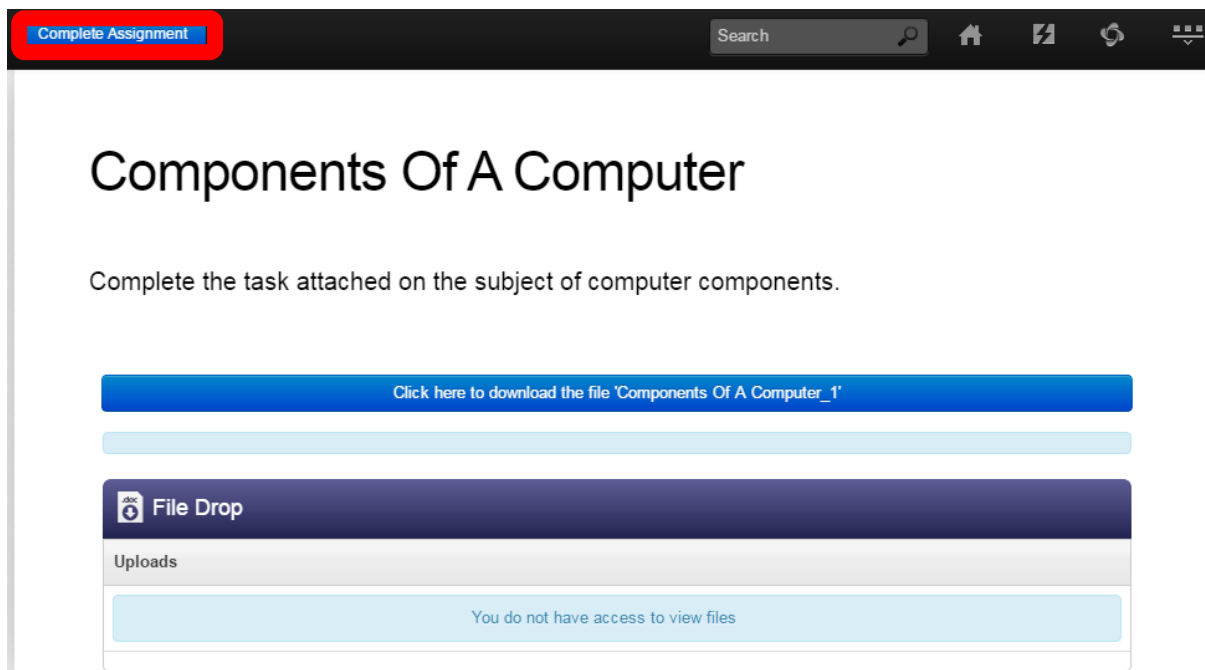 Complete Assignment
Search
Components Of A Computer
Complete the task attached on the subject of computer components.
Click here to download the file 'Components Of A Computer_1'
.doc
File Drop
Uploads
You do not have access to view files